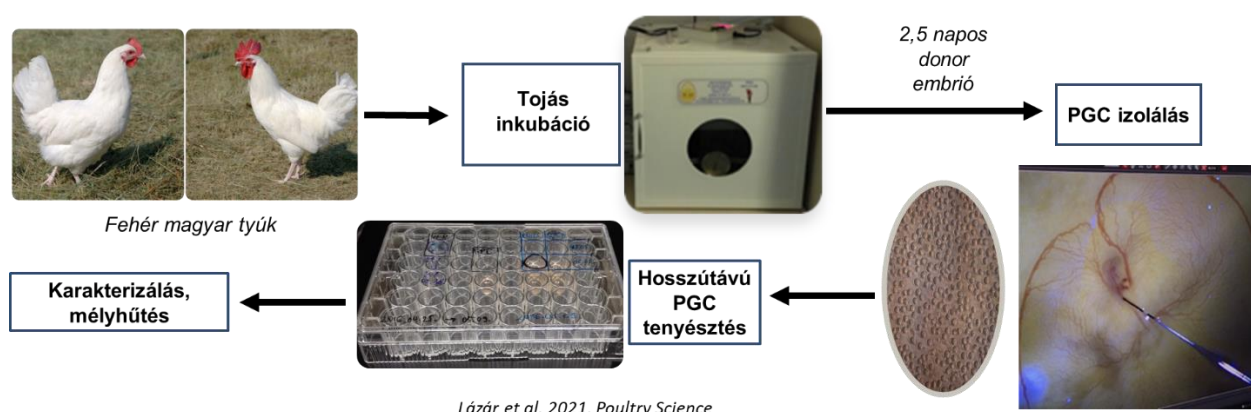 2,5 napos
donor
embrió
Tojás
inkubáció
PGC izolálás
Fehér magyar tyúk
Karakterizálás,
mélyhűtés
Hosszútávú
PGC
tenyésztés
Lázár et al. 2021. Poultry Science